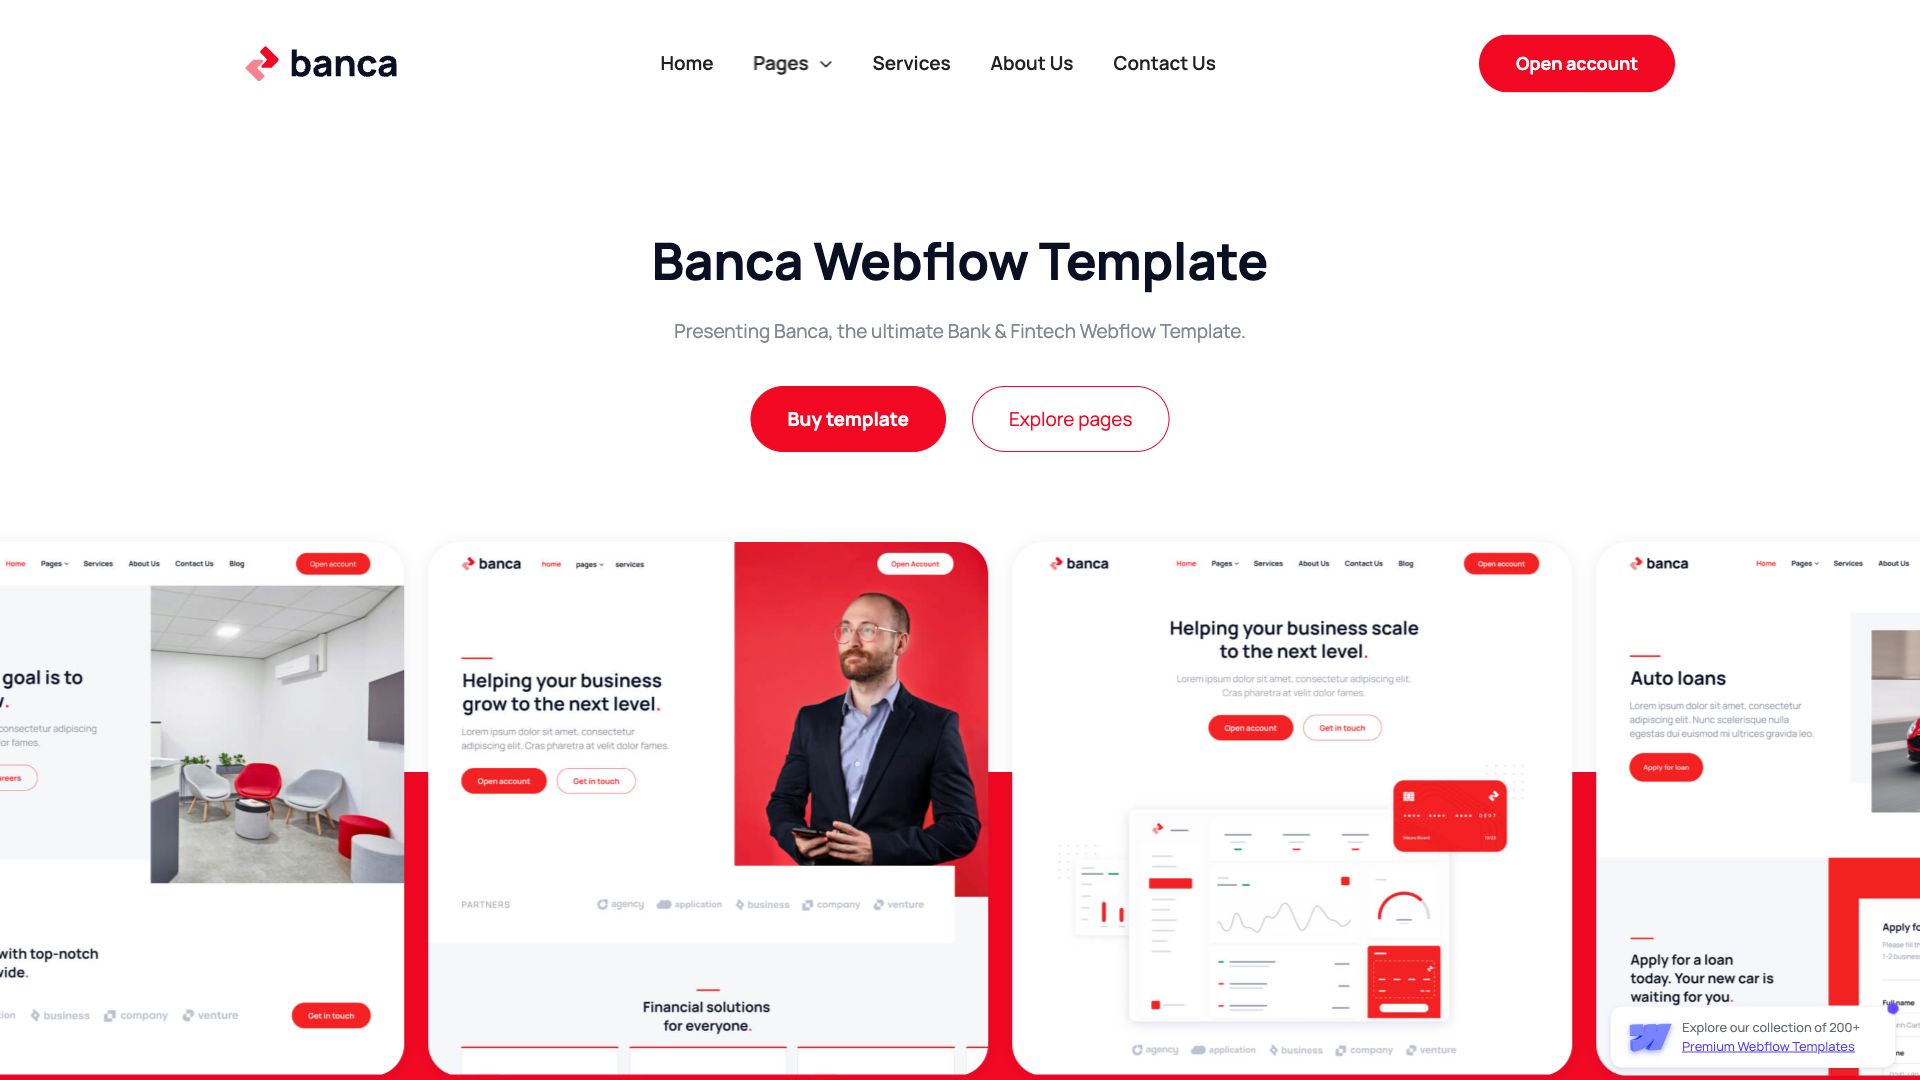 banca
Home
Pages
Services
About Us
Contact Us
Open account
Banca Webflow Template
Presenting Banca, the ultimate Bank & Fintech Webflow Template.
Buy template
Explore pages
Home
Pages
Services
About Us
Contact Us
Blog
Open account
goal is to
consectetur adipiscing
fames.
with top-notch
business
company
venture
Get in touch
banca
home
pages
services
Open Account
Helping your business
grow to the next level.
Lorem ipsum dolor sit amet, consectetur
adipiscing elit. Cras pharetra at velit dolor fames.
Open account
Get in touch
PARTNERS
agency
application
business
company
venture
Financial solutions
for everyone.
banca
Home
Pages
Services
About Us
Contact Us
Blog
Open account
Helping your business scale
to the next level.
Lorem ipsum dolor sit amet, consectetur adipiscing elit.
Cras pharetra at velit dolor fames.
Open account
Get in touch
agency
application
business
company
venture
banca
Home
Pages
Services
About Us
Auto loans
Lorem ipsum dolor sit amet, consectetur
adipiscing elit. Nunc scelerisque nulla
egestas dui euismod mi ultrices gravida leo.
Apply for loan
Apply for a loan
today. Your new car is
waiting for you.
Explore our collection of 200+
Premium Webflow Templates